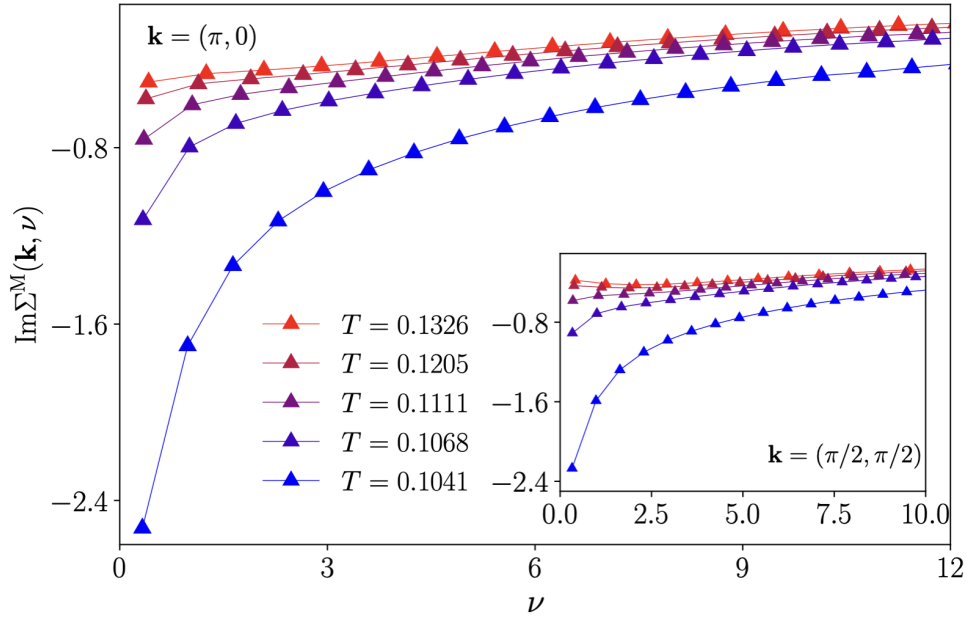 k = (π, 0)
ImΣᴹ(k, ν)
−0.8
−1.6
−2.4
T = 0.1326
T = 0.1205
T = 0.1111
T = 0.1068
T = 0.1041
−0.8
−1.6
−2.4
k = (π/2, π/2)
0.0 2.5 5.0 7.5 10.0
0 3 6 9 12
ν